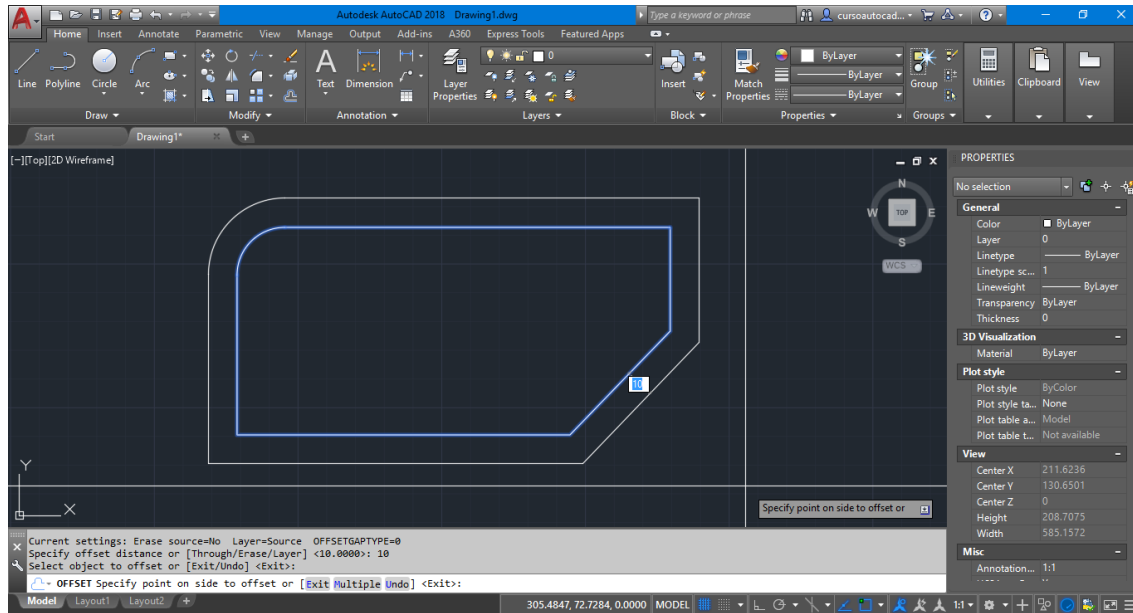 A Autodesk AutoCAD 2018 Drawing1.dwg Type a keyword or phrase cursoautocad... ?
Home Insert Annotate Parametric View Manage Output Add-ins A360 Express Tools Featured Apps
0 ByLayer
ByLayer
ByLayer
Line Polyline Circle Arc A Text Dimension Layer Properties Insert Match Properties Group Utilities Clipboard View
Draw Modify Annotation Layers Block Properties Groups
Start Drawing1* +
[−][Top][2D Wireframe]
N
W TOP E
S
WCS
10
Y
X
Specify point on side to offset or
PROPERTIES
No selection
General
Color ByLayer
Layer 0
Linetype ByLayer
Linetype sc... 1
Lineweight ByLayer
Transparency ByLayer
Thickness 0
3D Visualization
Material ByLayer
Plot style
Plot style ByColor
Plot style ta... None
Plot table a... Model
Plot table t... Not available
View
Center X 211.6236
Center Y 130.6501
Center Z 0
Height 208.7075
Width 585.1572
Misc
Annotation... 1:1
Current settings: Erase source=No Layer=Source OFFSETGAPTYPE=0
Specify offset distance or [Through/Erase/Layer] <10.0000>: 10
Select object to offset or [Exit/Undo] <Exit>:
OFFSET Specify point on side to offset or [Exit Multiple Undo] <Exit>:
Model Layout1 Layout2 + 305.4847, 72.7284, 0.0000 MODEL 1:1